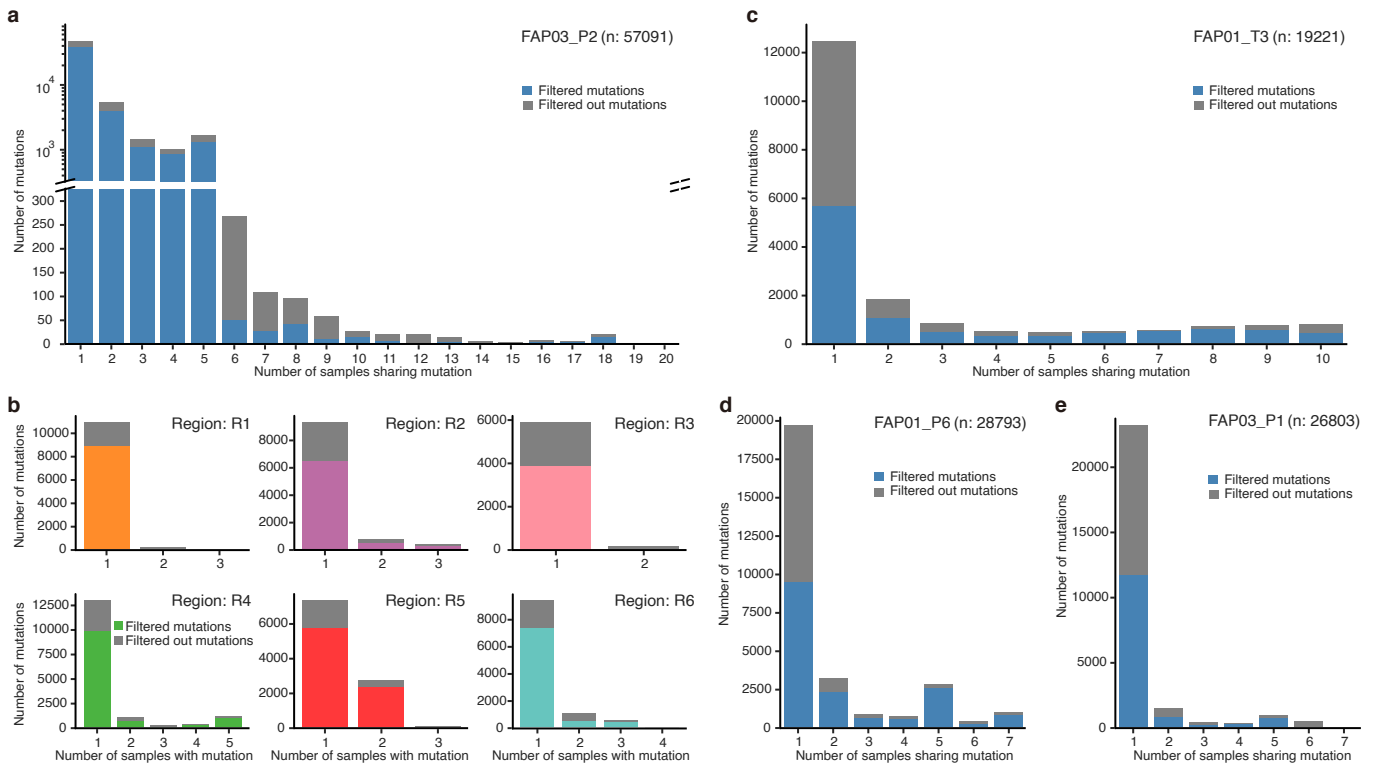 a
FAP03_P2 (n: 57091)
Filtered mutations
Filtered out mutations
Number of mutations
10^4
10^3
300
250
200
150
100
50
0
1 2 3 4 5 6 7 8 9 10 11 12 13 14 15 16 17 18 19 20
Number of samples sharing mutation
c
FAP01_T3 (n: 19221)
Filtered mutations
Filtered out mutations
Number of mutations
12000
10000
8000
6000
4000
2000
0
1 2 3 4 5 6 7 8 9 10
Number of samples sharing mutation
b
Region: R1
Number of mutations
10000
8000
6000
4000
2000
0
1 2 3
Region: R2
8000
6000
4000
2000
0
1 2 3
Region: R3
6000
4000
2000
0
1 2
Region: R4
Filtered mutations
Filtered out mutations
Number of mutations
12500
10000
7500
5000
2500
0
1 2 3 4 5
Number of samples with mutation
Region: R5
6000
4000
2000
0
1 2 3
Number of samples with mutation
Region: R6
8000
6000
4000
2000
0
1 2 3 4
Number of samples with mutation
d
FAP01_P6 (n: 28793)
Filtered mutations
Filtered out mutations
Number of mutations
20000
17500
15000
12500
10000
7500
5000
2500
0
1 2 3 4 5 6 7
Number of samples sharing mutation
e
FAP03_P1 (n: 26803)
Filtered mutations
Filtered out mutations
Number of mutations
20000
15000
10000
5000
0
1 2 3 4 5 6 7
Number of samples sharing mutation